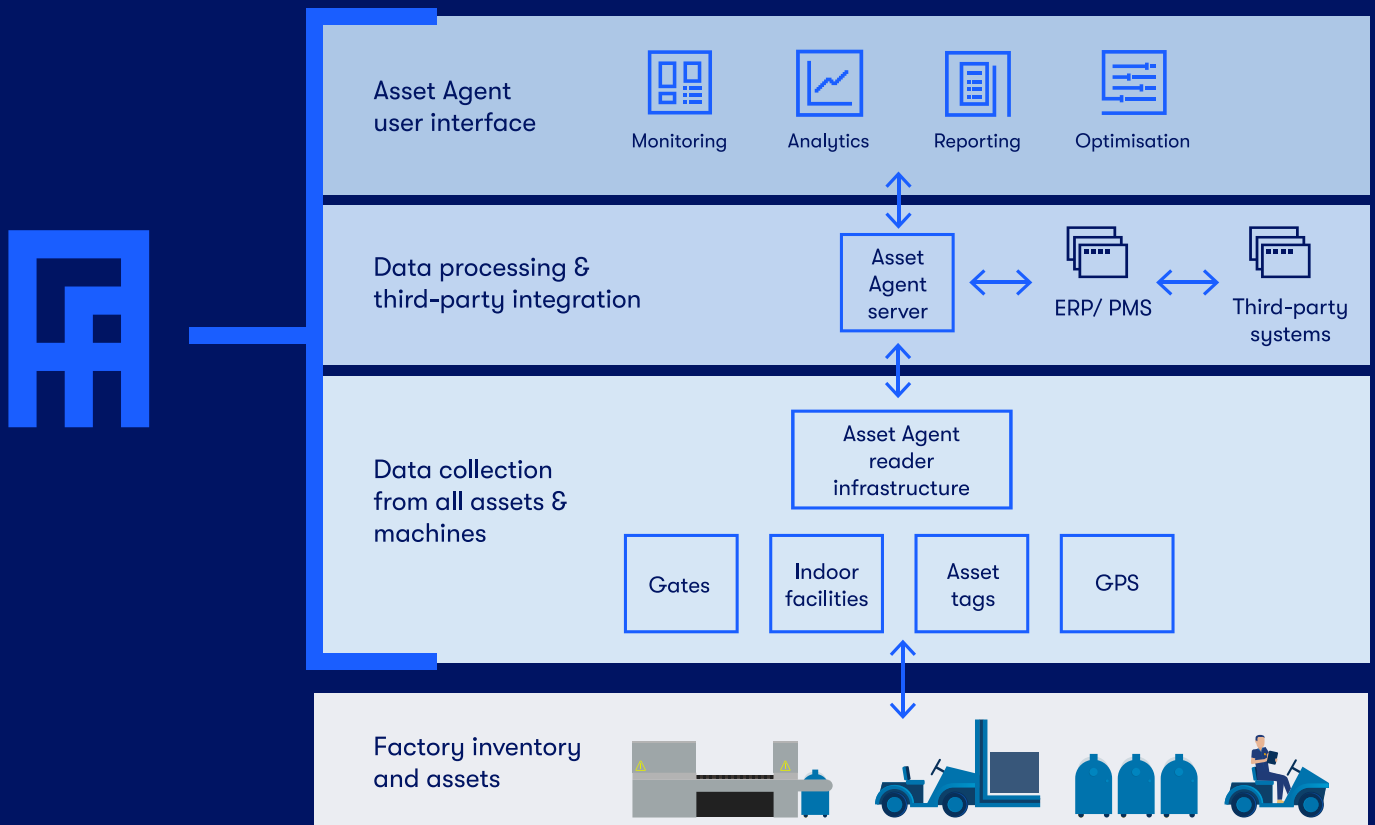 Asset Agent
user interface
Monitoring
Analytics
Reporting
Optimisation
Data processing &
third-party integration
Asset
Agent
server
ERP/ PMS
Third-party
systems
Data collection
from all assets &
machines
Asset Agent
reader
infrastructure
Gates
Indoor
facilities
Asset
tags
GPS
Factory inventory
and assets